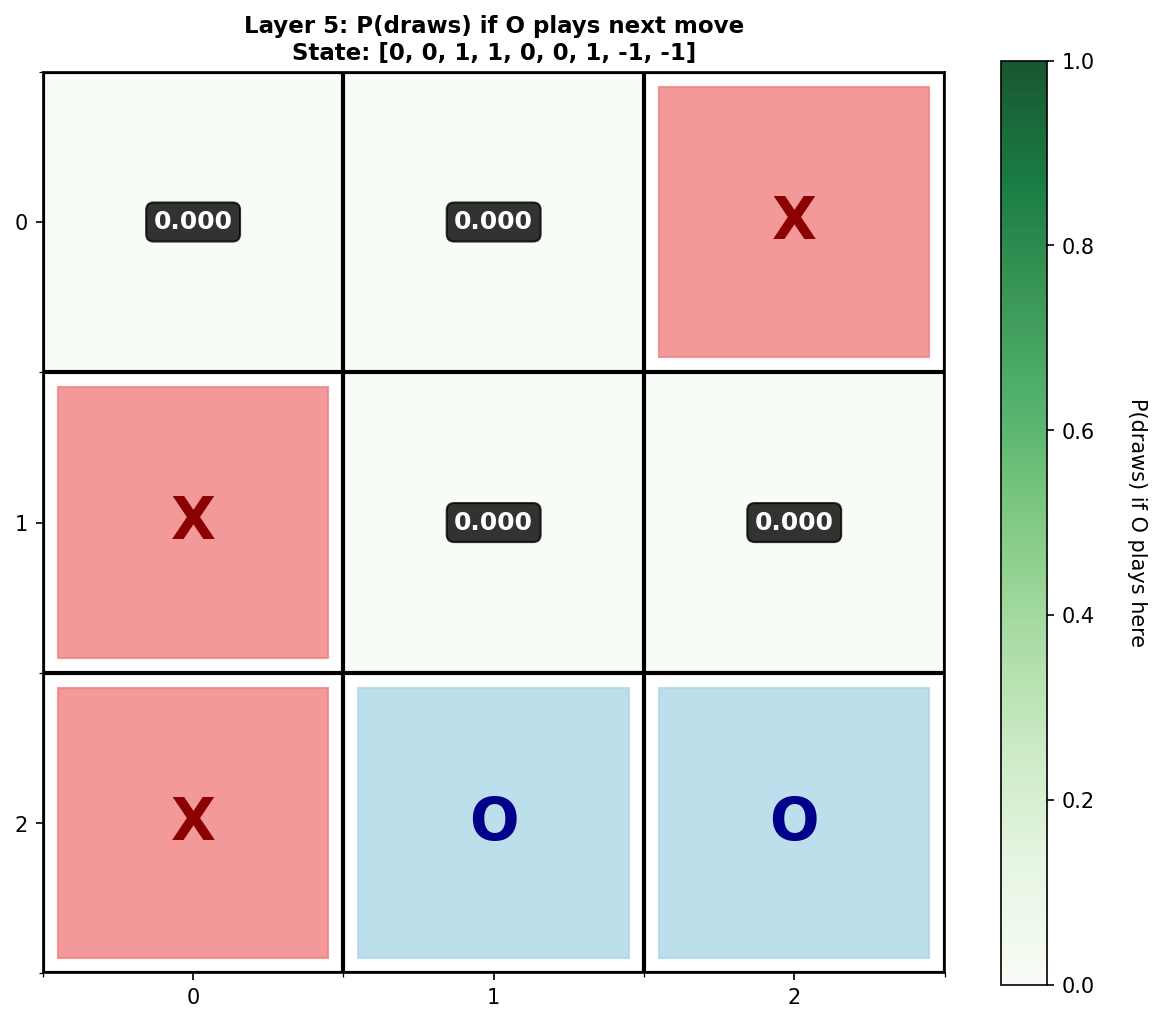 Layer 5: P(draws) if O plays next move
State: [0, 0, 1, 1, 0, 0, 1, -1, -1]
0
0.000
0.000
X
1
X
0.000
0.000
2
X
O
O
0
1
2
1.0
0.8
0.6
0.4
0.2
0.0
P(draws) if O plays here